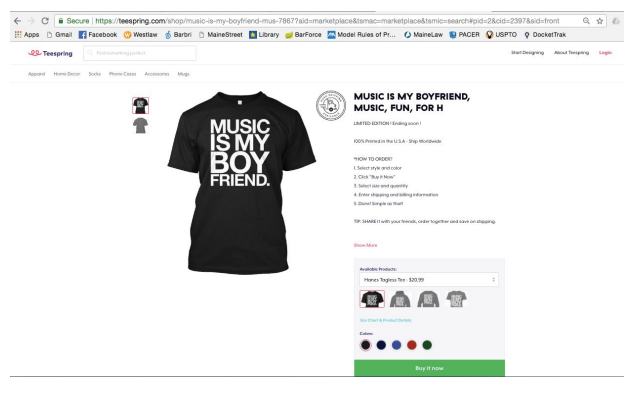 Secure | https://teespring.com/shop/music-is-my-boyfriend-mus-7867?aid=marketplace&tsmac=marketplace&tsmic=search#pid=2&cid=2397&sid=front
Apps Gmail Facebook Westlaw Barbri MaineStreet Library BarForce Model Rules of Pr... MaineLaw PACER USPTO DocketTrak
Teespring
Start Designing About Teespring Login
Apparel Home Decor Socks Phone Cases Accessories Mugs
MUSIC
IS MY
BOY
FRIEND.
MUSIC IS MY BOYFRIEND,
MUSIC, FUN, FOR H
LIMITED EDITION ! Ending soon !
100% Printed in the U.S.A - Ship Worldwide
*HOW TO ORDER?
1. Select style and color
2. Click "Buy it Now"
3. Select size and quantity
4. Enter shipping and billing information
5. Done! Simple as that!
TIP: SHARE it with your friends, order together and save on shipping.
Show More
Available Products:
Hanes Tagless Tee - $20.99
Size Chart & Product Details
Colors:
Buy it now